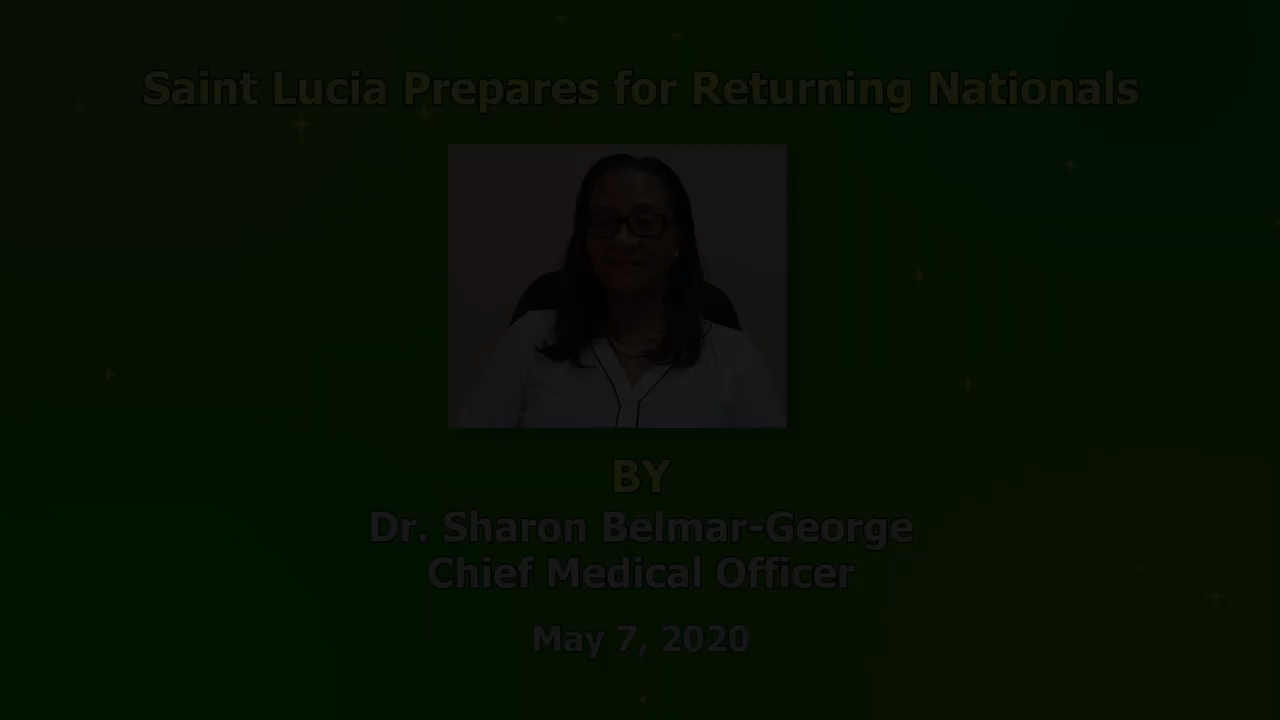 Saint Lucia Prepares for Returning Nationals
BY
Dr. Sharon Belmar-George
Chief Medical Officer
May 7, 2020